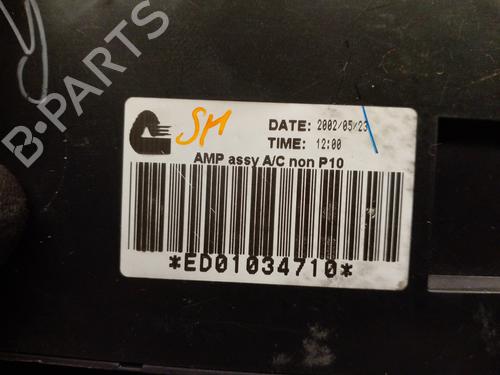 B-PARTS
SM
DATE: 2002/05/23
TIME: 12:00
AMP assy A/C non P10
*ED01034710*